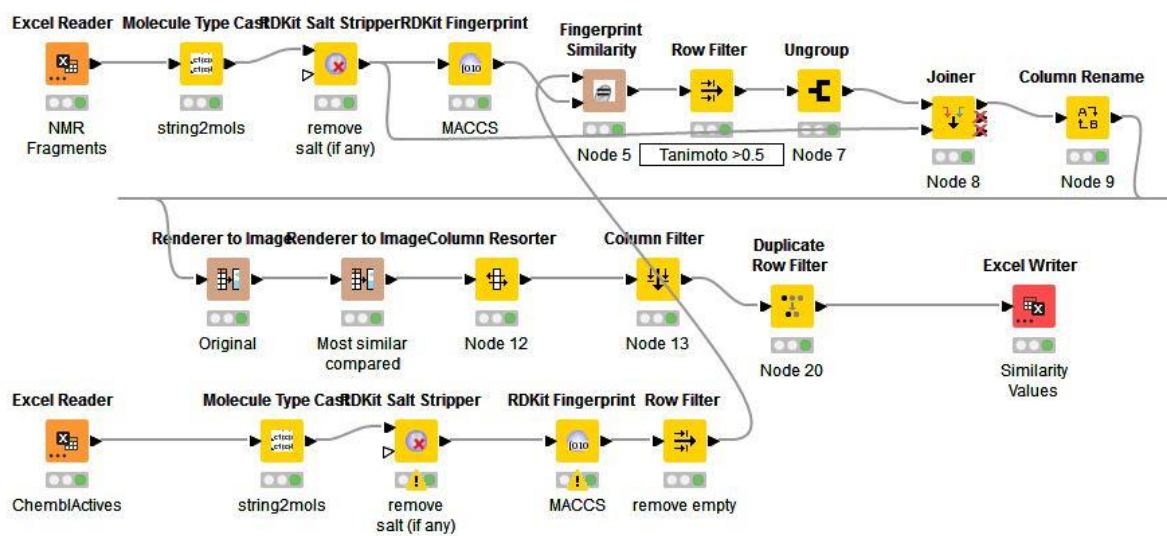 Excel Reader
Molecule Type Cast
RDKit Salt Stripper
RDKit Fingerprint
Fingerprint
Similarity
Row Filter
Ungroup
Joiner
Column Rename
NMR
Fragments
string2mols
remove
salt (if any)
MACCS
Node 5
Tanimoto >0.5
Node 7
Node 8
Node 9
Renderer to Image
Renderer to Image
Column Resorter
Column Filter
Duplicate
Row Filter
Excel Writer
Original
Most similar
compared
Node 12
Node 13
Node 20
Similarity
Values
Excel Reader
Molecule Type Cast
RDKit Salt Stripper
RDKit Fingerprint
Row Filter
ChemblActives
string2mols
remove
salt (if any)
MACCS
remove empty